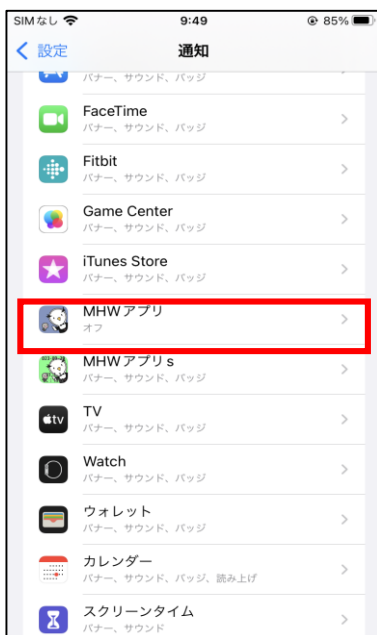 SIMなし 9:49 85%
設定 通知
バナー、サウンド、バッジ
FaceTime
バナー、サウンド、バッジ
Fitbit
バナー、サウンド、バッジ
Game Center
バナー、サウンド、バッジ
iTunes Store
バナー、サウンド、バッジ
MHWアプリ
オフ
MHWアプリs
バナー、サウンド、バッジ
tv
TV
バナー、サウンド、バッジ
Watch
バナー、サウンド、バッジ
ウォレット
バナー、サウンド、バッジ
カレンダー
バナー、サウンド、バッジ、読み上げ
スクリーンタイム
バナー、サウンド